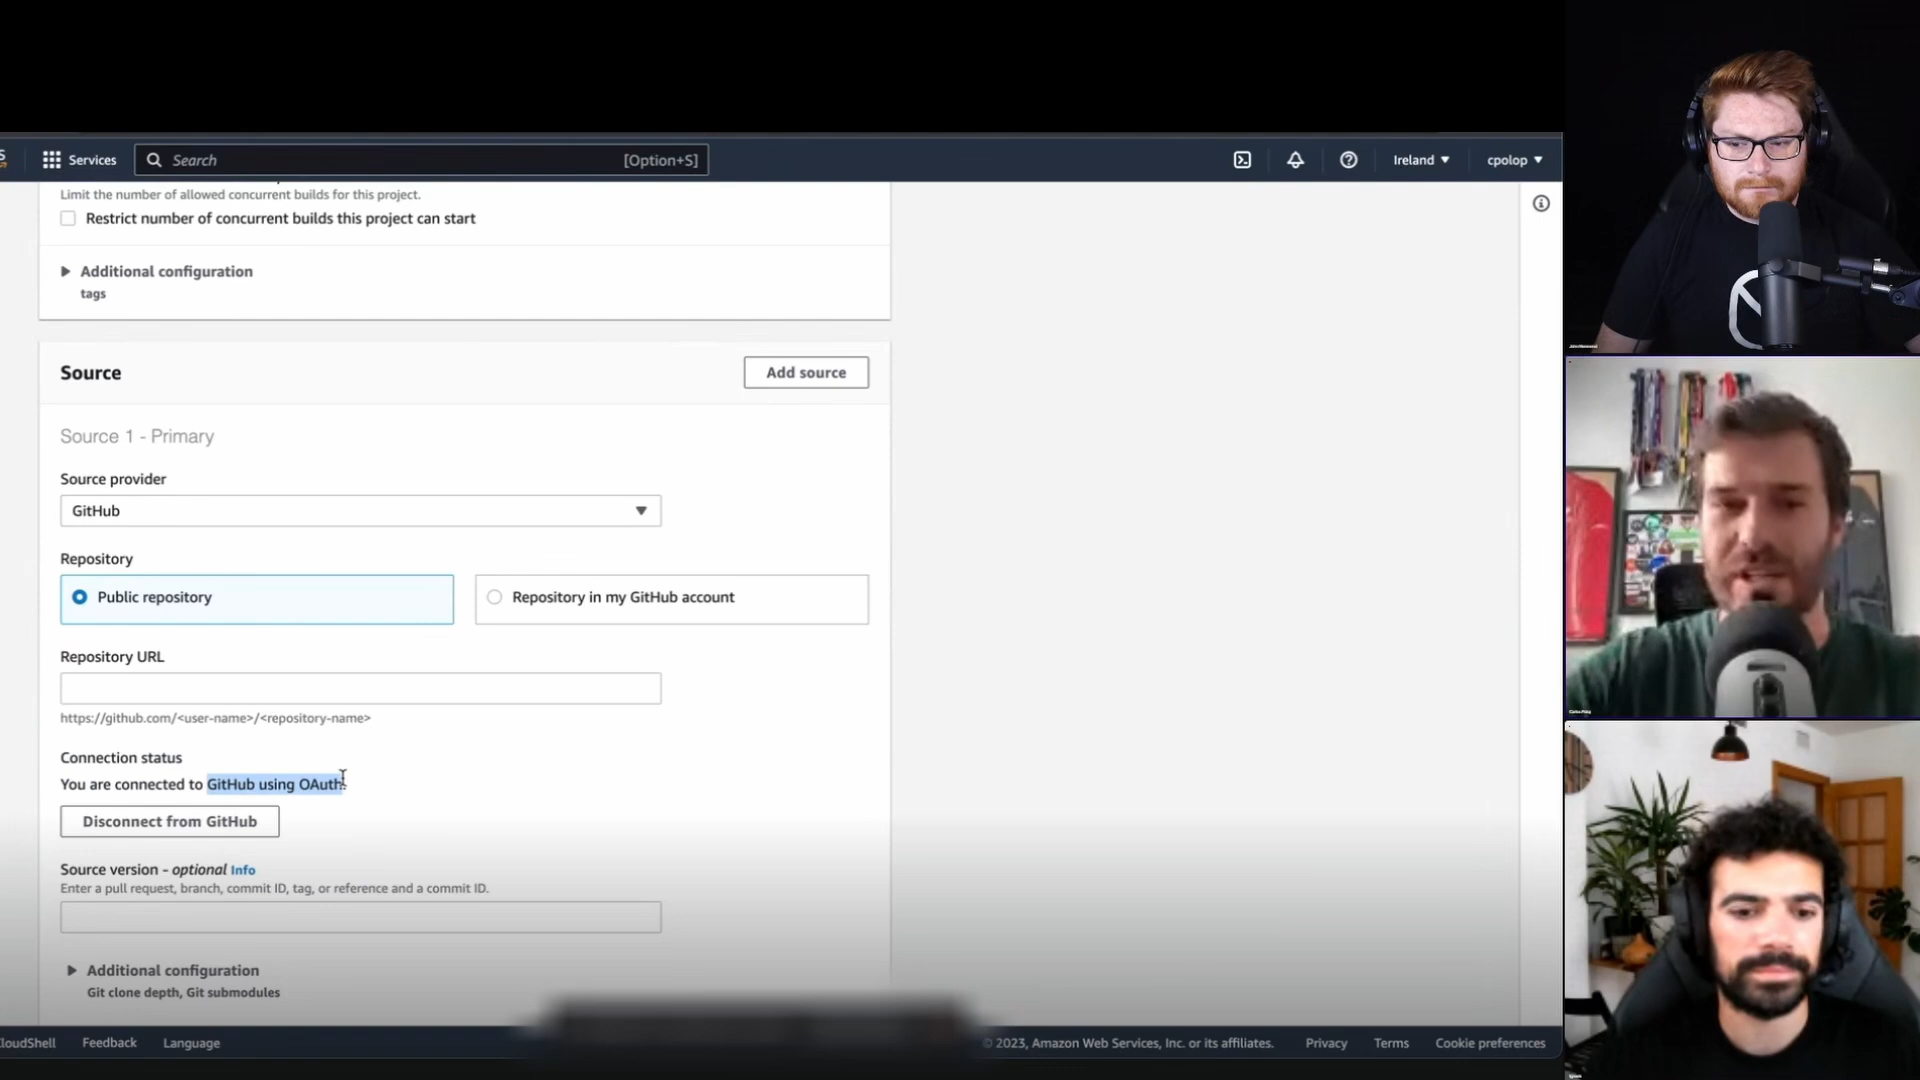 Services
Search
[Option+S]
Ireland
cpolop
Limit the number of allowed concurrent builds for this project.
Restrict number of concurrent builds this project can start
Additional configuration
tags
Source
Add source
Source 1 - Primary
Source provider
GitHub
Repository
Public repository
Repository in my GitHub account
Repository URL
https://github.com/<user-name>/<repository-name>
Connection status
You are connected to GitHub using OAuth.
Disconnect from GitHub
Source version - optional Info
Enter a pull request, branch, commit ID, tag, or reference and a commit ID.
Additional configuration
Git clone depth, Git submodules
CloudShell
Feedback
Language
© 2023, Amazon Web Services, Inc. or its affiliates.
Privacy
Terms
Cookie preferences